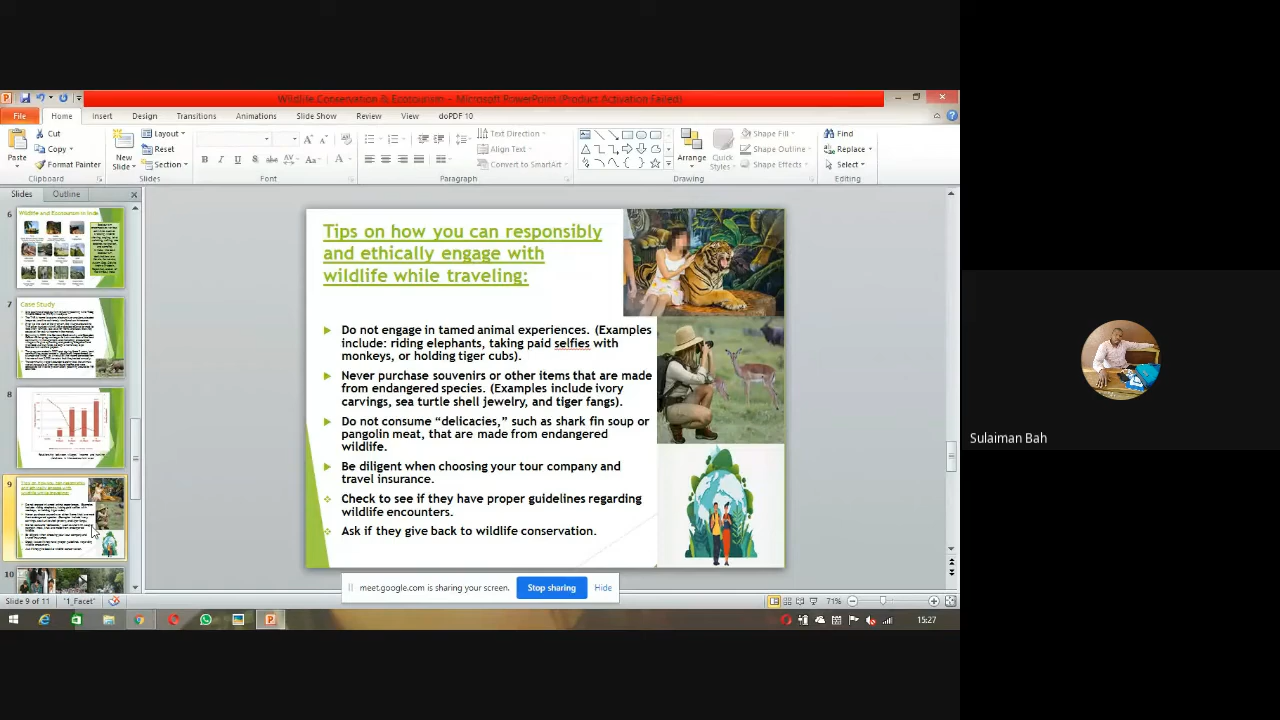 Wildlife Conservation & Ecotourism - Microsoft PowerPoint (Product Activation Failed)
File Home Insert Design Transitions Animations Slide Show Review View doPDF 10
Paste
Cut
Copy
Format Painter
Clipboard
New
Slide
Layout
Reset
Section
Slides
Font
Text Direction
Align Text
Convert to SmartArt
Paragraph
Arrange
Quick
Styles
Shape Fill
Shape Outline
Shape Effects
Drawing
Find
Replace
Select
Editing
Slides Outline
6
7
Case Study
8
9
10
Tips on how you can responsibly
and ethically engage with
wildlife while traveling:
Do not engage in tamed animal experiences. (Examples
include: riding elephants, taking paid selfies with
monkeys, or holding tiger cubs).
Never purchase souvenirs or other items that are made
from endangered species. (Examples include ivory
carvings, sea turtle shell jewelry, and tiger fangs).
Do not consume “delicacies,” such as shark fin soup or
pangolin meat, that are made from endangered
wildlife.
Be diligent when choosing your tour company and
travel insurance.
Check to see if they have proper guidelines regarding
wildlife encounters.
Ask if they give back to wildlife conservation.
meet.google.com is sharing your screen. Stop sharing Hide
Slide 9 of 11 "1_Facet" 71%
15:27
Sulaiman Bah